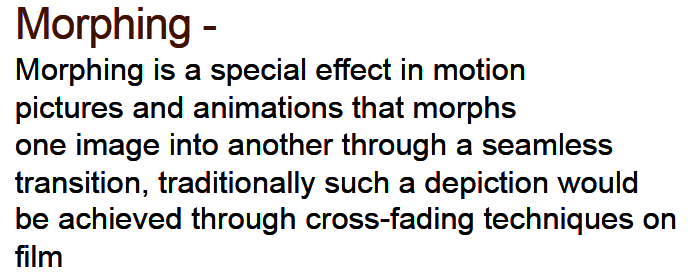 Morphing -
Morphing is a special effect in motion
pictures and animations that morphs
one image into another through a seamless
transition, traditionally such a depiction would
be achieved through cross-fading techniques on
film